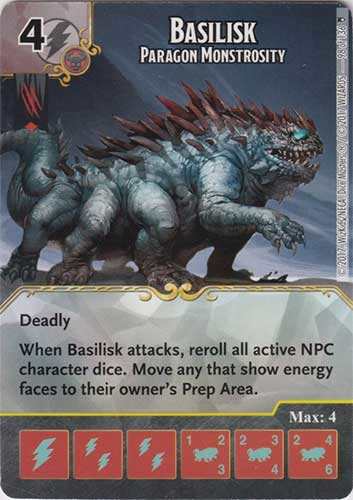 4
BASILISK
PARAGON MONSTROSITY
Deadly
When Basilisk attacks, reroll all active NPC
character dice. Move any that show energy
faces to their owner's Prep Area.
Max: 4
1 2 3
2 3 4
2 4 6